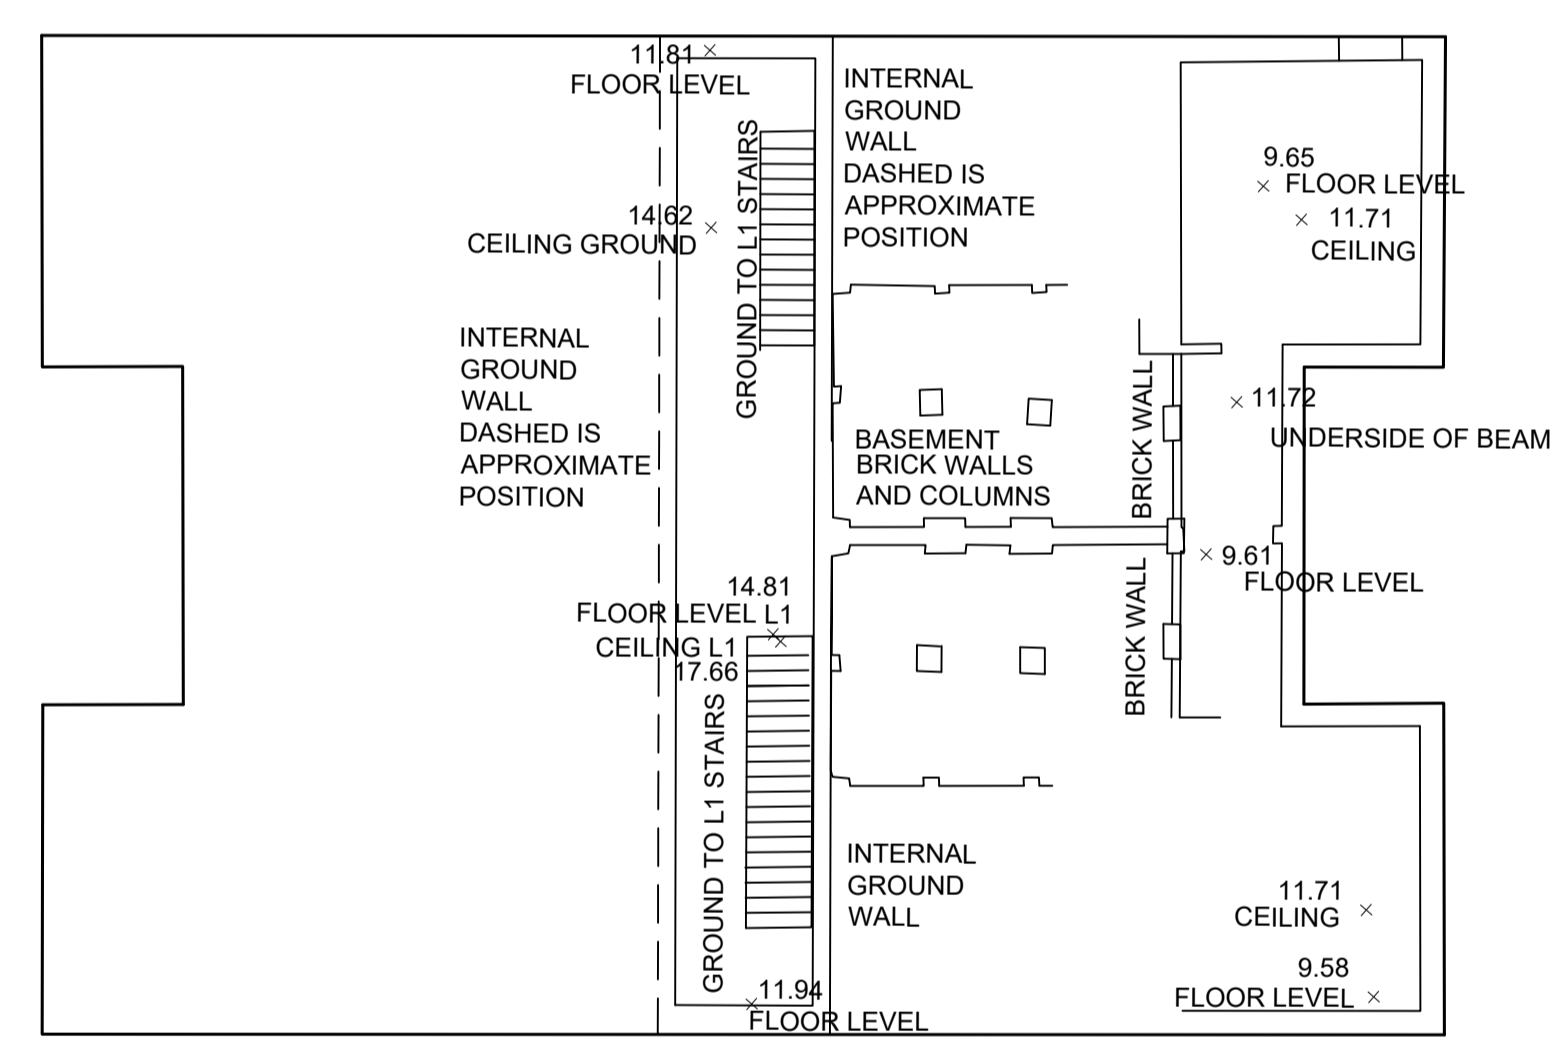 11.81
FLOOR LEVEL
14.62
CEILING GROUND
GROUND TO L1 STAIRS
INTERNAL
GROUND
WALL
DASHED IS
APPROXIMATE
POSITION
INTERNAL
GROUND
WALL
DASHED IS
APPROXIMATE
POSITION
9.65
FLOOR LEVEL
11.71
CEILING
BASEMENT
BRICK WALLS
AND COLUMNS
BRICK WALL
11.72
UNDERSIDE OF BEAM
9.61
FLOOR LEVEL
BRICK WALL
14.81
FLOOR LEVEL L1
CEILING L1
17.66
GROUND TO L1 STAIRS
INTERNAL
GROUND
WALL
11.71
CEILING
9.58
FLOOR LEVEL
11.94
FLOOR LEVEL